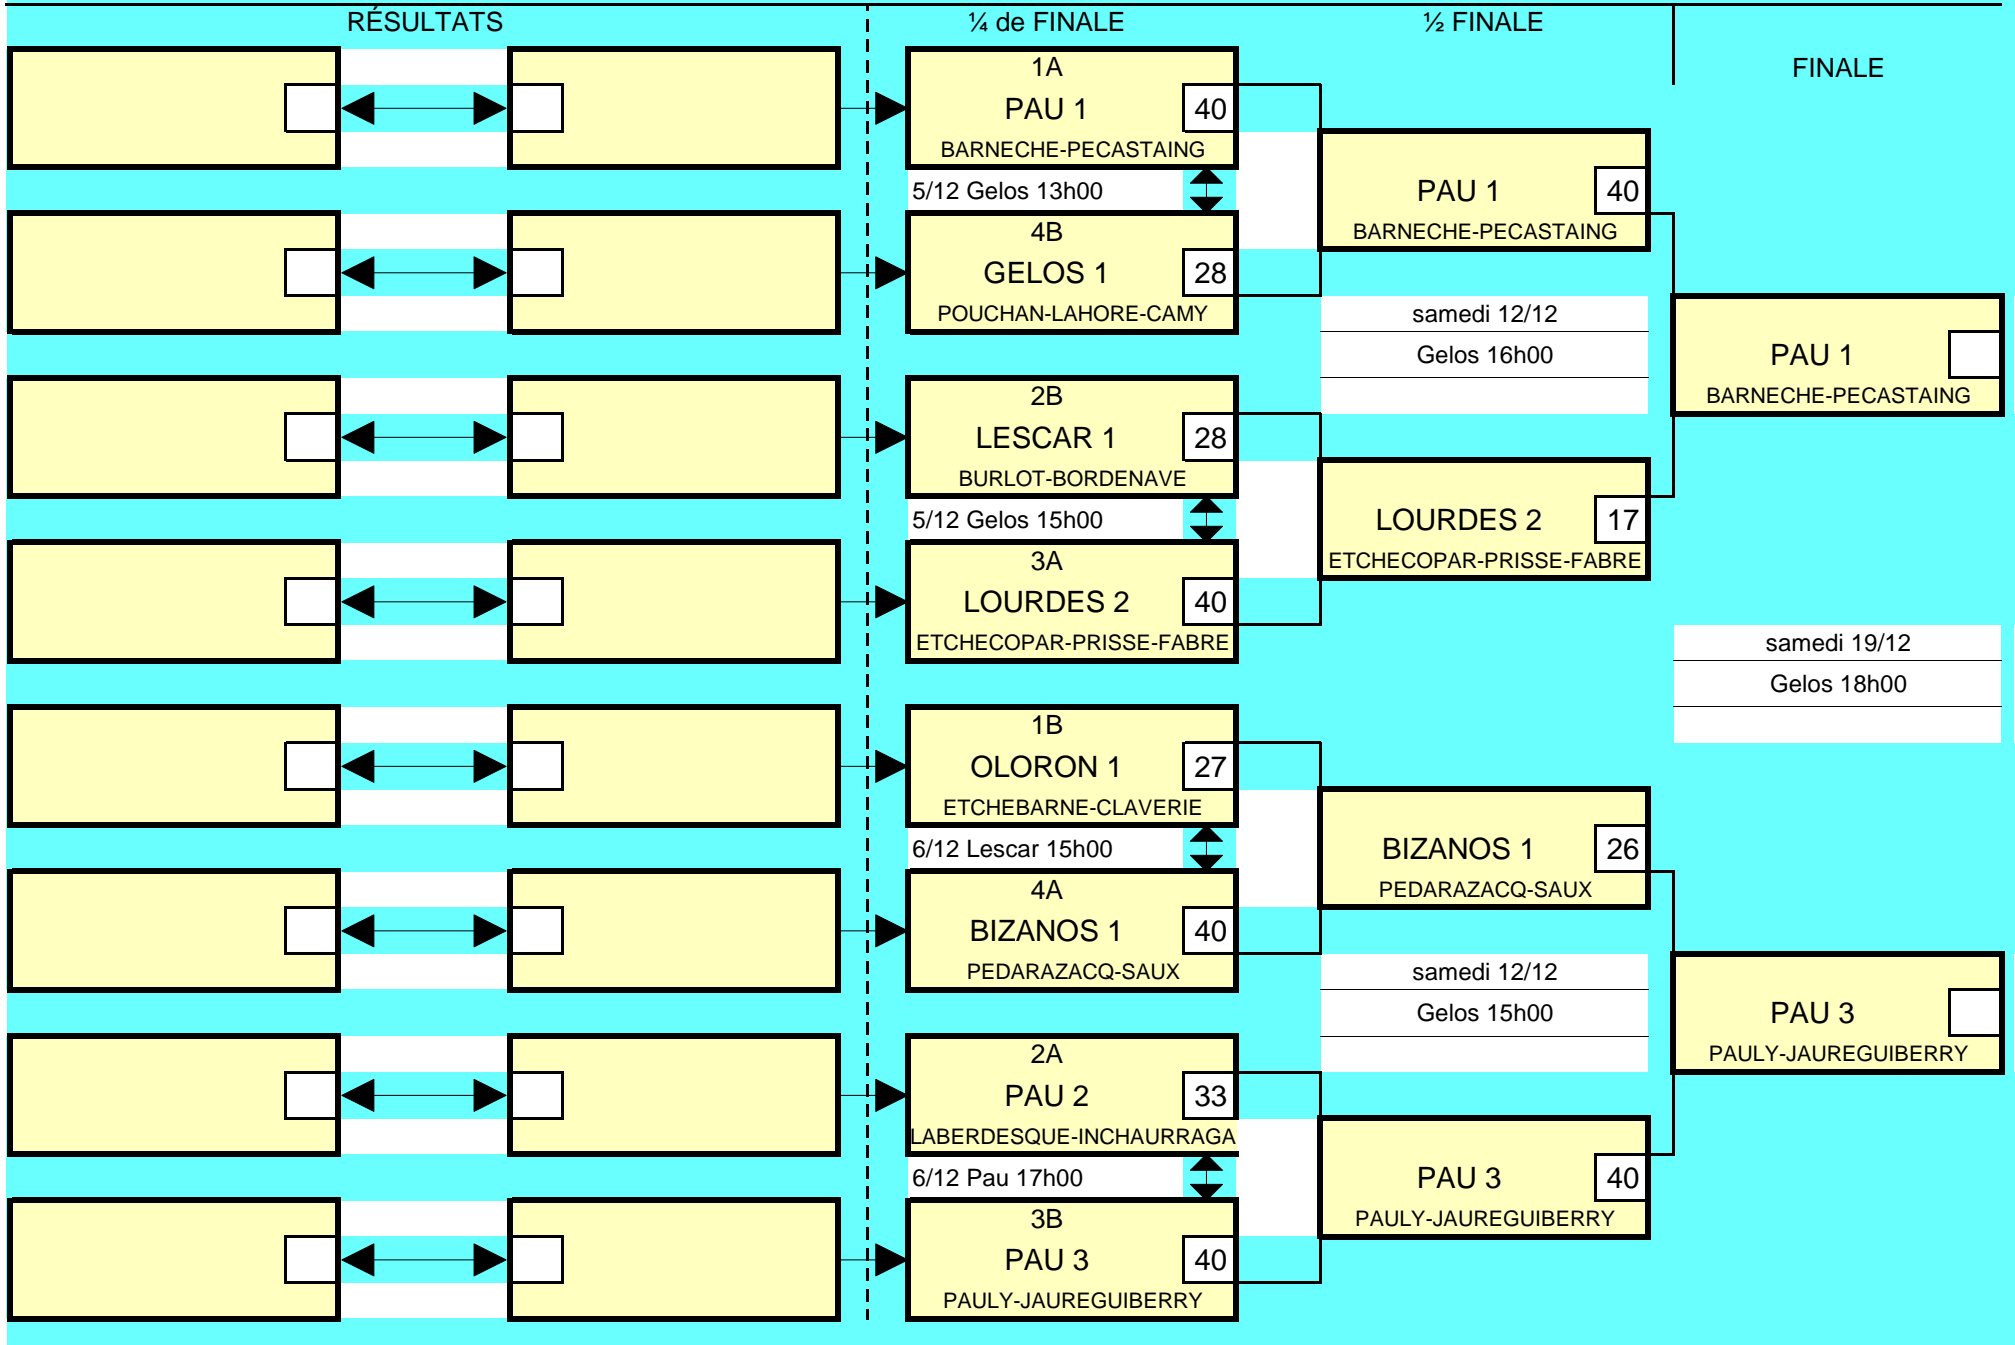 RÉSULTATS
¼ de FINALE
½ FINALE
FINALE
1A
PAU 1
40
BARNECHE-PECASTAING
5/12 Gelos 13h00
4B
GELOS 1
28
POUCHAN-LAHORE-CAMY
2B
LESCAR 1
28
BURLOT-BORDENAVE
5/12 Gelos 15h00
3A
LOURDES 2
40
ETCHECOPAR-PRISSE-FABRE
1B
OLORON 1
27
ETCHEBARNE-CLAVERIE
6/12 Lescar 15h00
4A
BIZANOS 1
40
PEDARAZACQ-SAUX
2A
PAU 2
33
LABERDESQUE-INCHAURRAGA
6/12 Pau 17h00
3B
PAU 3
40
PAULY-JAUREGUIBERRY
PAU 1
40
BARNECHE-PECASTAING
samedi 12/12
Gelos 16h00
LOURDES 2
17
ETCHECOPAR-PRISSE-FABRE
BIZANOS 1
26
PEDARAZACQ-SAUX
samedi 12/12
Gelos 15h00
PAU 3
40
PAULY-JAUREGUIBERRY
PAU 1
BARNECHE-PECASTAING
samedi 19/12
Gelos 18h00
PAU 3
PAULY-JAUREGUIBERRY